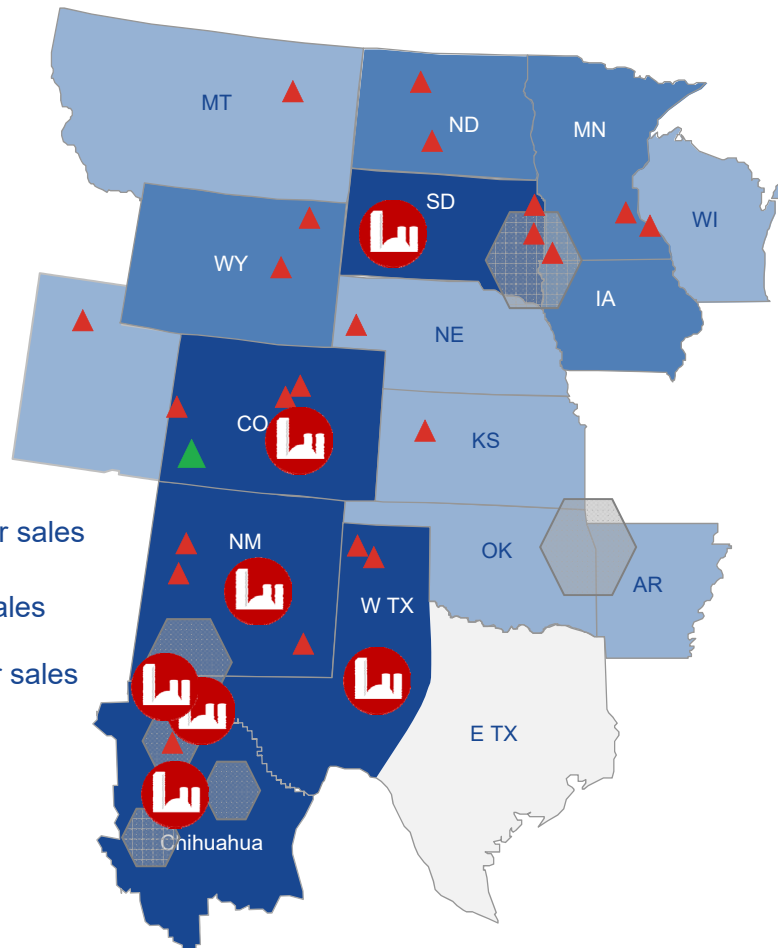 MT
ND
MN
SD
WI
WY
IA
NE
CO
KS
r sales
NM
OK
AR
W TX
ales
r sales
E TX
Chihuahua